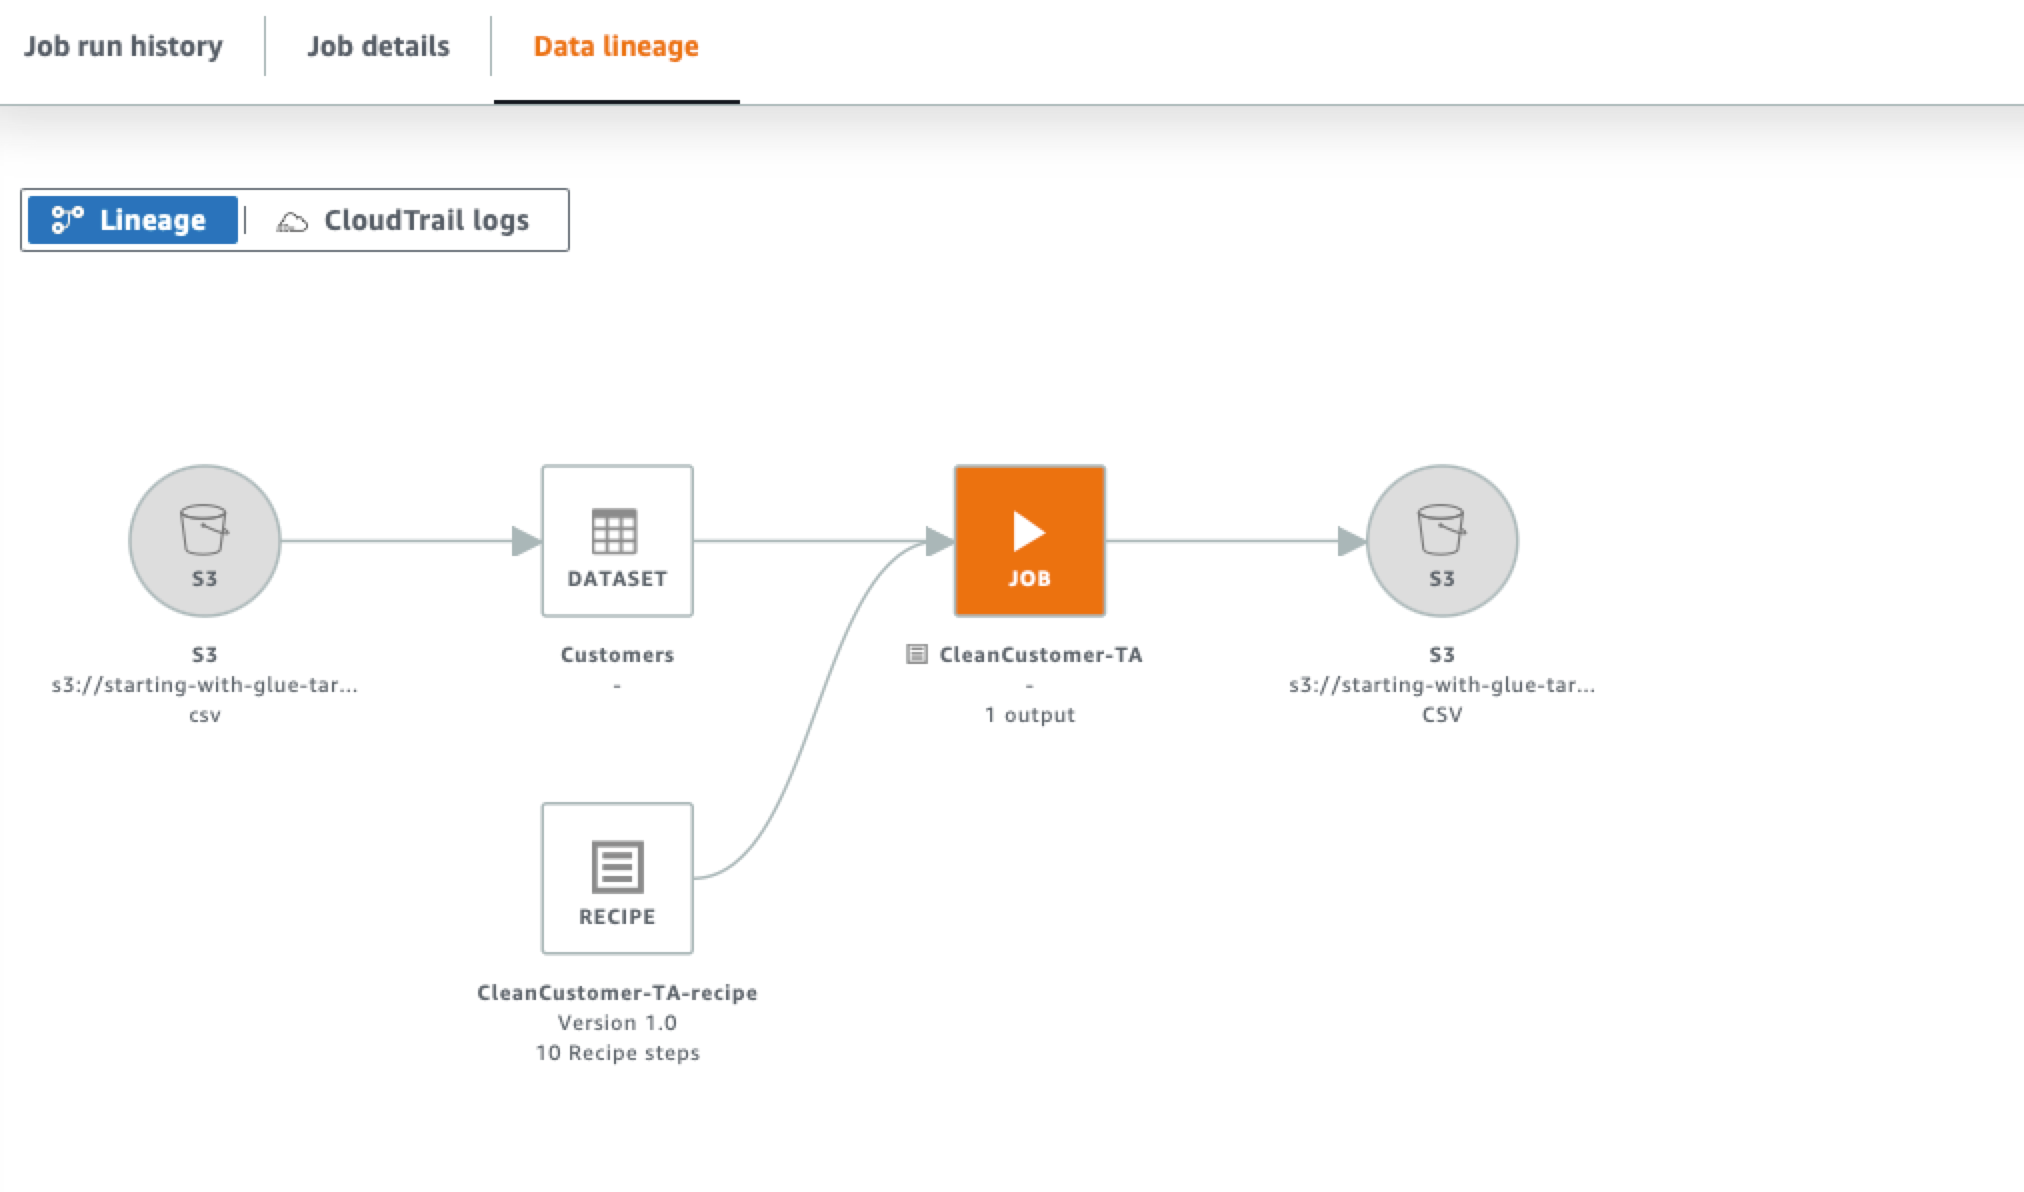 Job run history
Job details
Data lineage
Lineage
CloudTrail logs
S3
DATASET
JOB
S3
S3
s3://starting-with-glue-tar...
csv
Customers
-
CleanCustomer-TA
-
1 output
S3
s3://starting-with-glue-tar...
CSV
RECIPE
CleanCustomer-TA-recipe
Version 1.0
10 Recipe steps